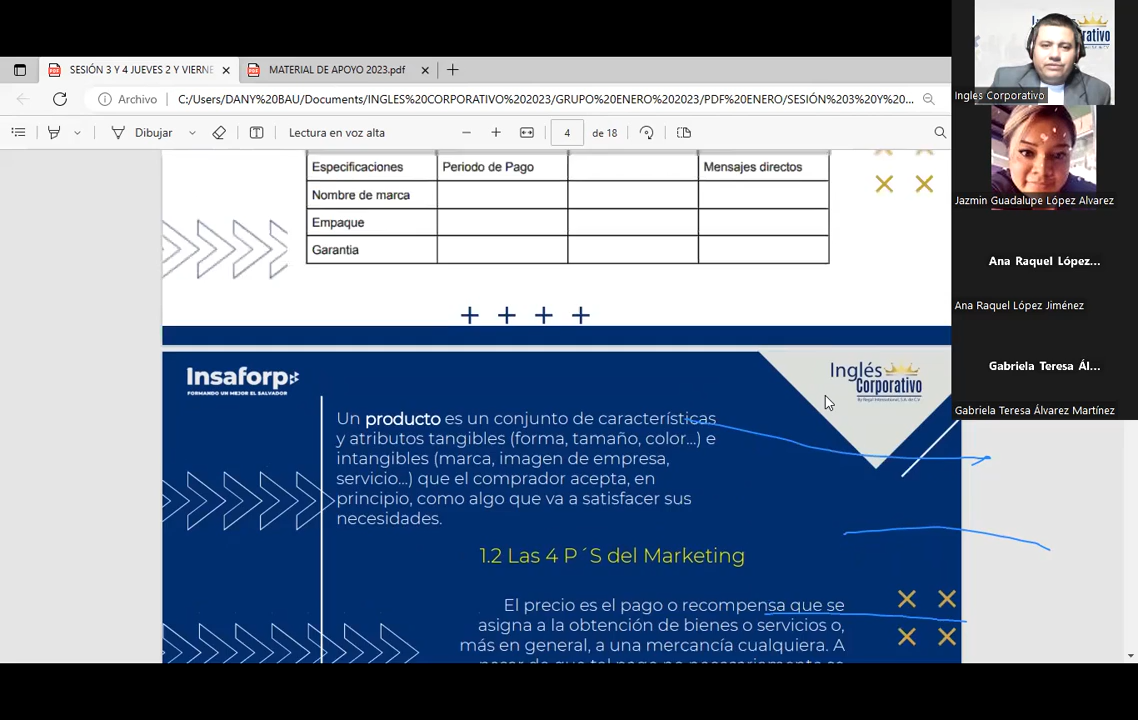 SESIÓN 3 Y 4 JUEVES 2 Y VIERNE
MATERIAL DE APOYO 2023.pdf
Archivo
C:/Users/DANY%20BAU/Documents/INGLES%20CORPORATIVO%202023/GRUPO%20ENERO%202023/PDF%20ENERO/SESIÓN%203%20Y%20...
Dibujar
Lectura en voz alta
4
de 18
Especificaciones
Periodo de Pago
Mensajes directos
Nombre de marca
Empaque
Garantia
Insaforp
FORMANDO UN MEJOR EL SALVADOR
Inglés
Corporativo
Un producto es un conjunto de características
y atributos tangibles (forma, tamaño, color...) e
intangibles (marca, imagen de empresa,
servicio...) que el comprador acepta, en
principio, como algo que va a satisfacer sus
necesidades.
1.2 Las 4 P´S del Marketing
El precio es el pago o recompensa que se
asigna a la obtención de bienes o servicios o,
más en general, a una mercancía cualquiera. A
Ingles Corporativo
Jazmin Guadalupe López Alvarez
Ana Raquel López...
Ana Raquel López Jiménez
Gabriela Teresa Ál...
Gabriela Teresa Álvarez Martínez